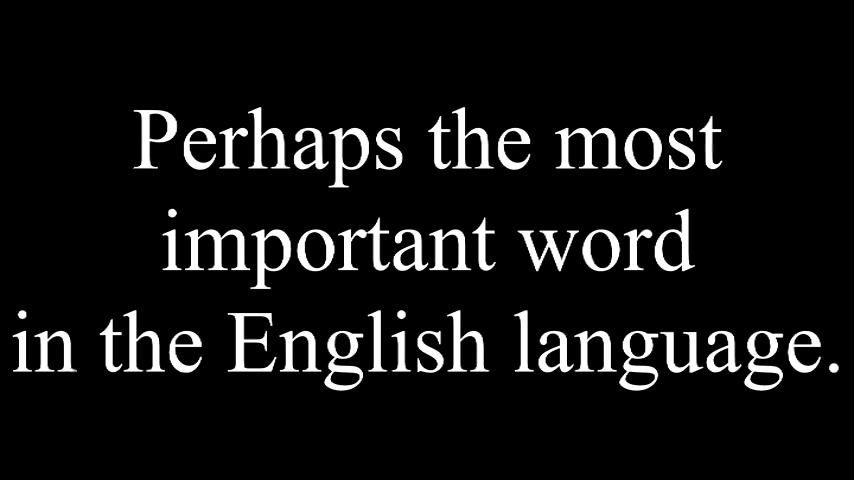 Perhaps the most
important word
in the English language.